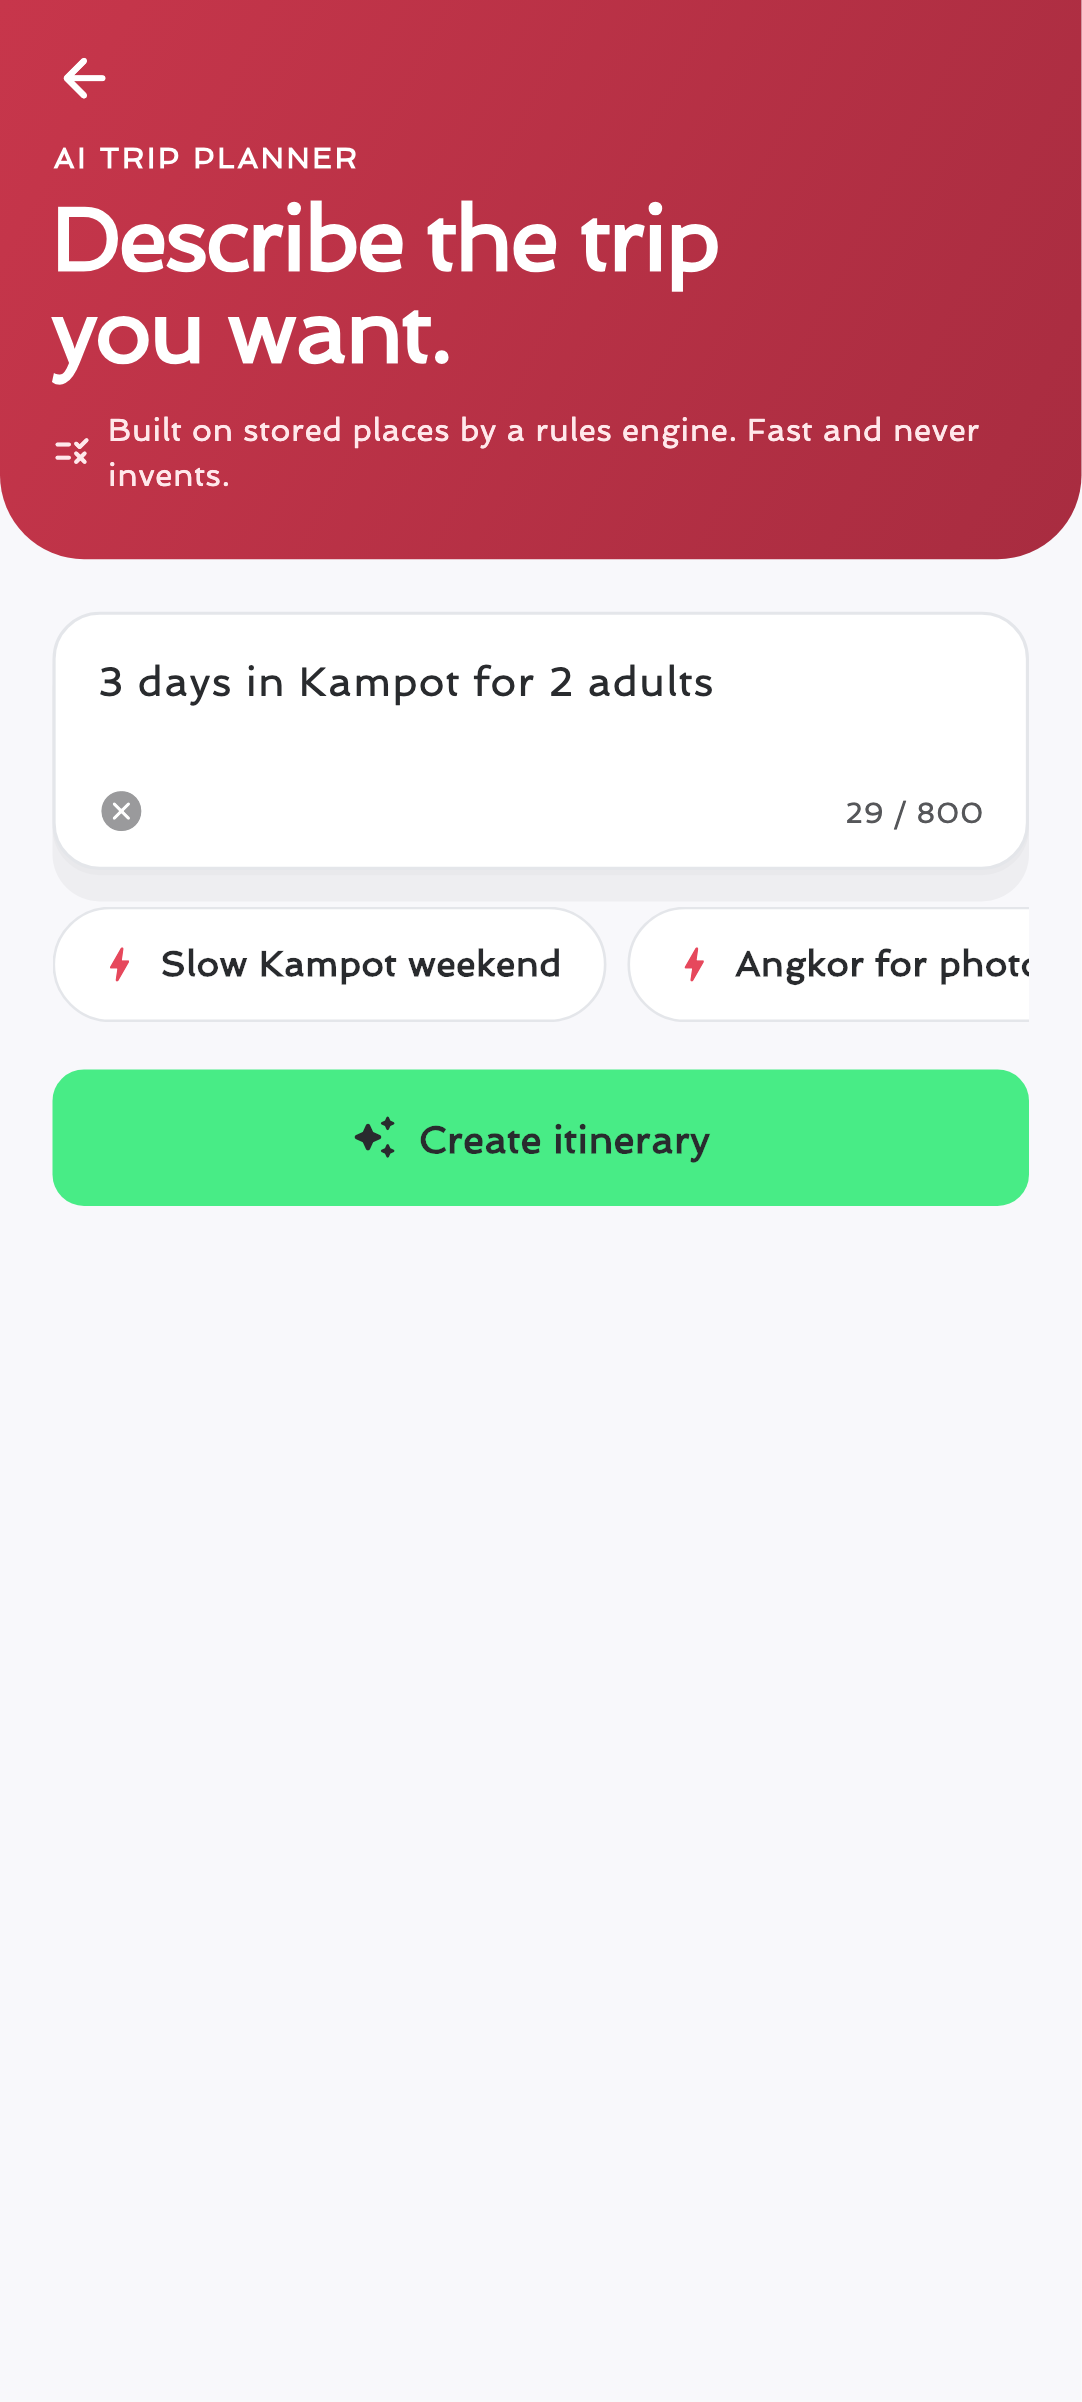 AI TRIP PLANNER
Describe the trip
you want.
Built on stored places by a rules engine. Fast and never
invents.
3 days in Kampot for 2 adults
29 / 800
Slow Kampot weekend
Angkor for
Create itinerary